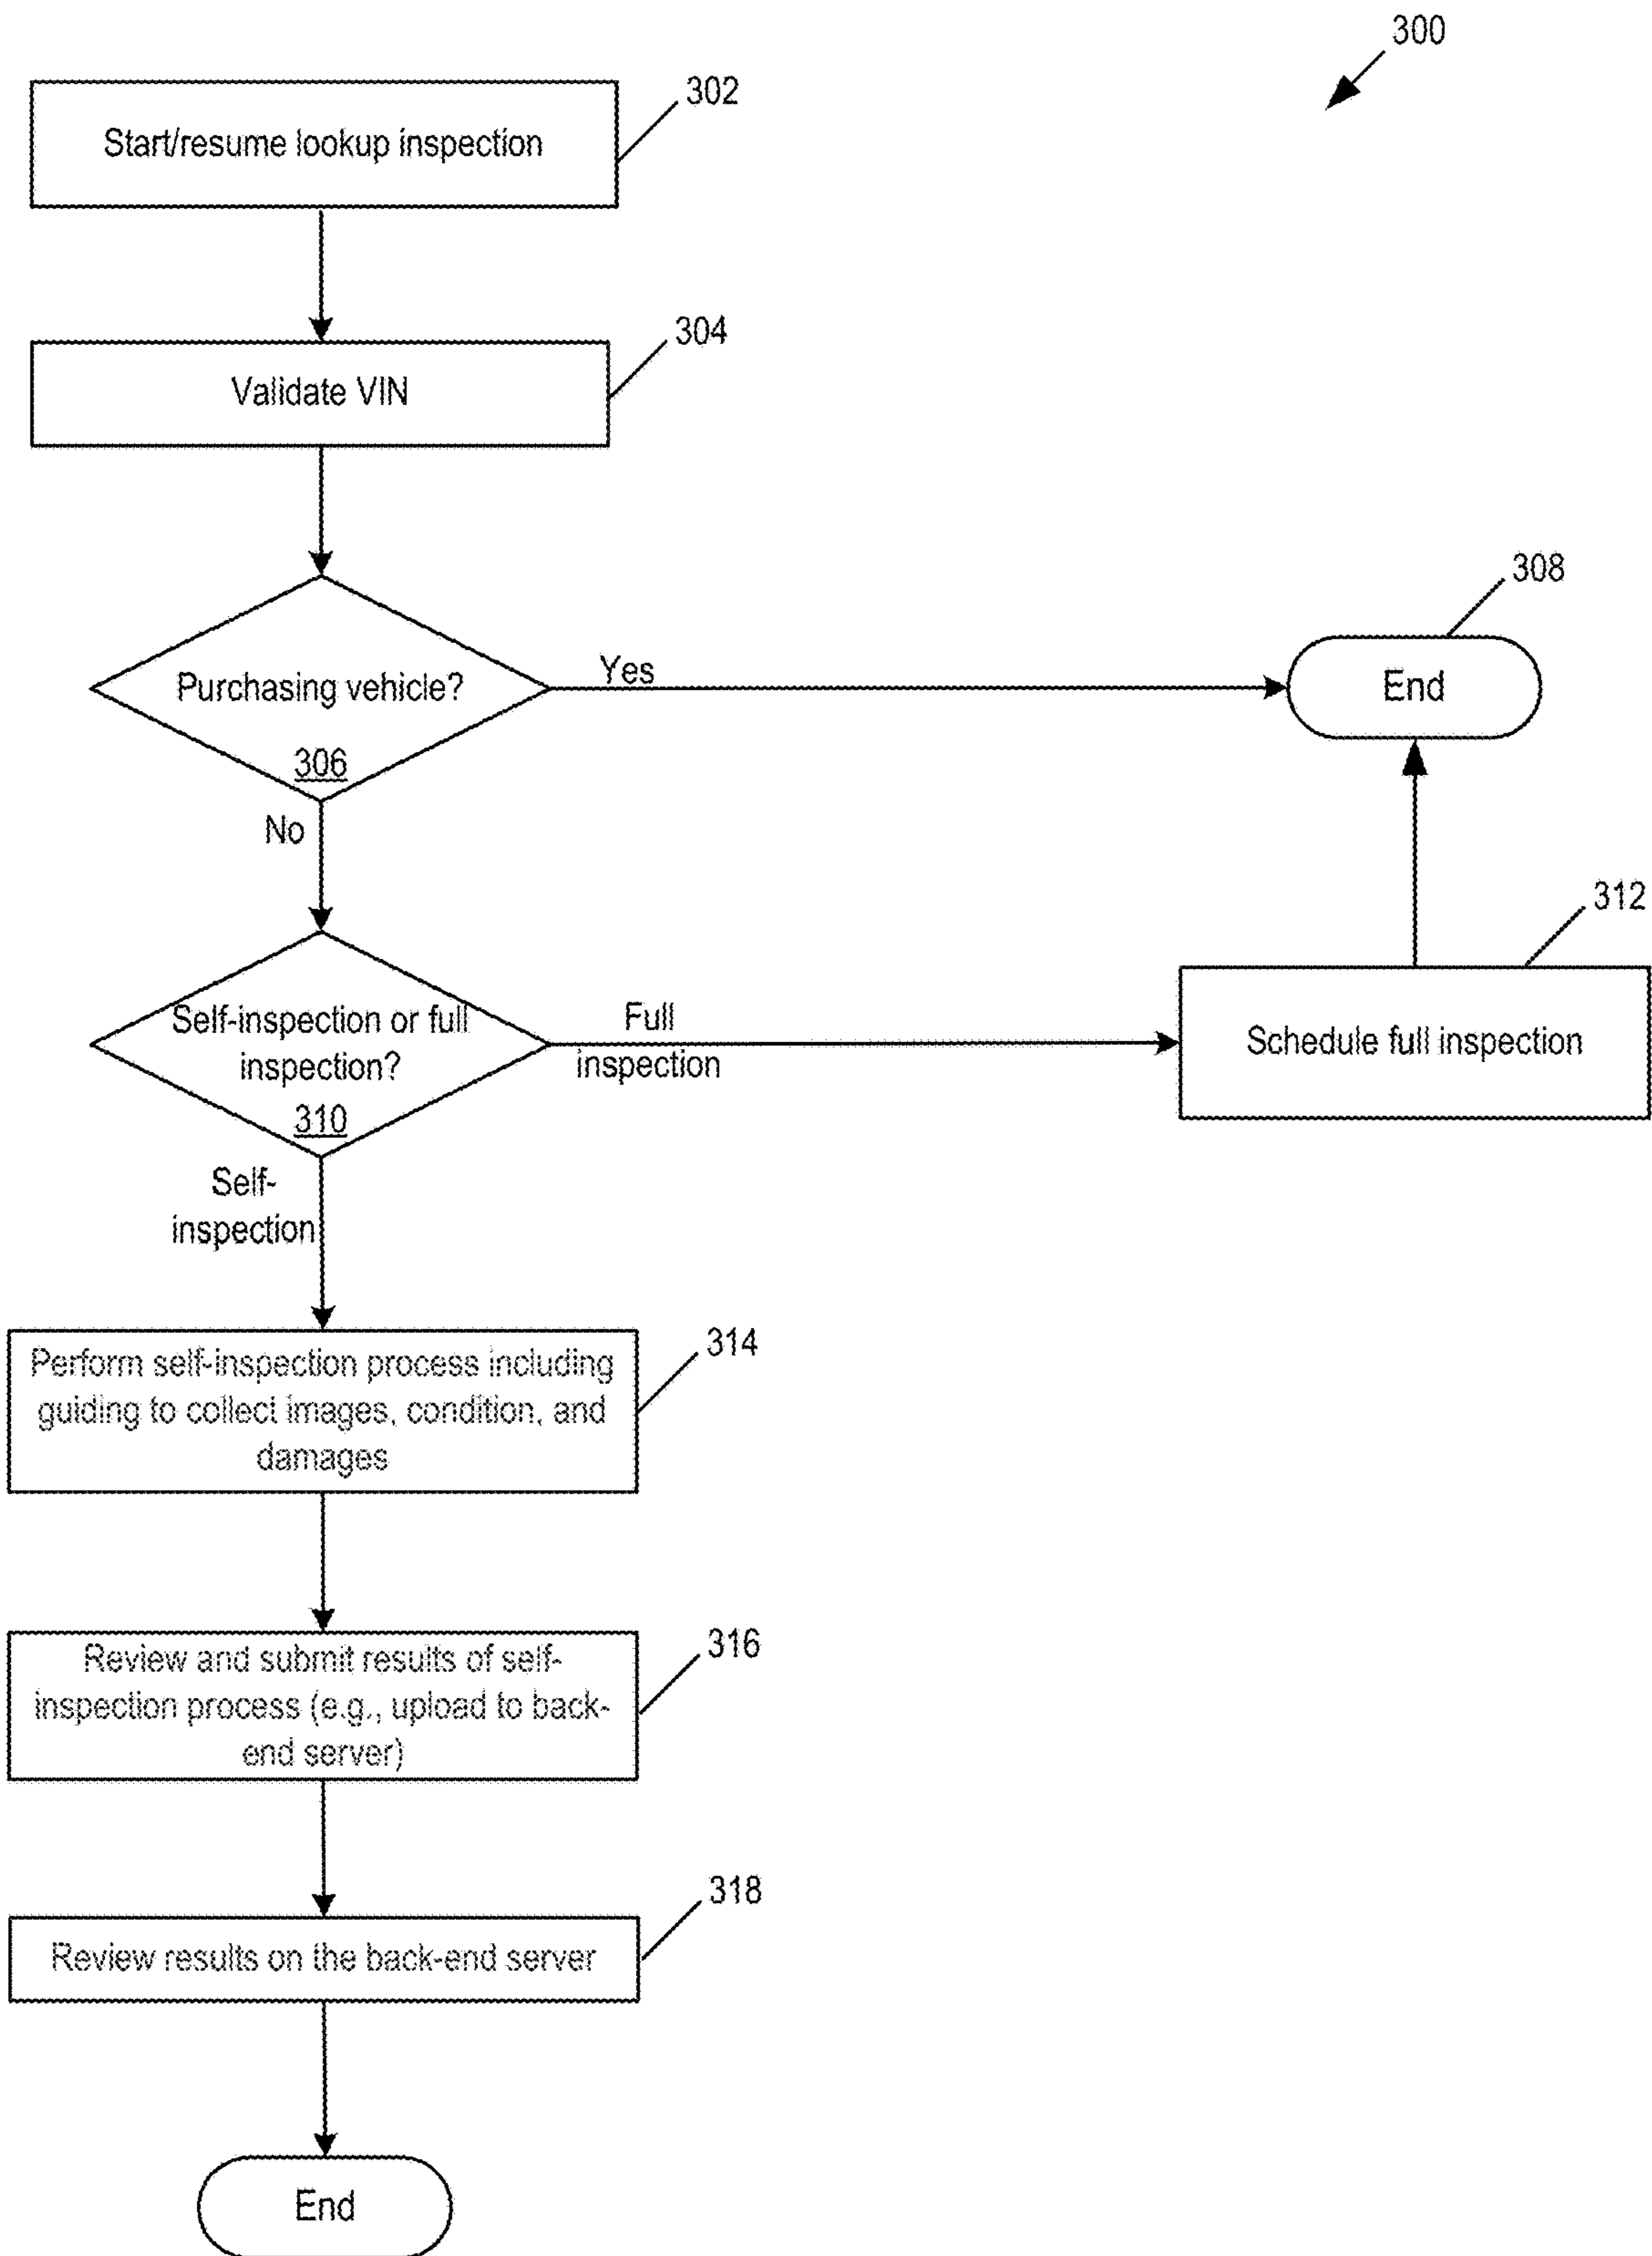 300
302
Start/resume lookup inspection
304
Validate VIN
308
Purchasing vehicle?
Yes
End
306
No
312
Self-inspection or full
inspection?
Full
inspection
Schedule full inspection
310
Self-
inspection
314
Perform self-inspection process including
guiding to collect images, condition, and
damages
316
Review and submit results of self-
inspection process (e.g., upload to back-
end server)
318
Review results on the back-end server
End